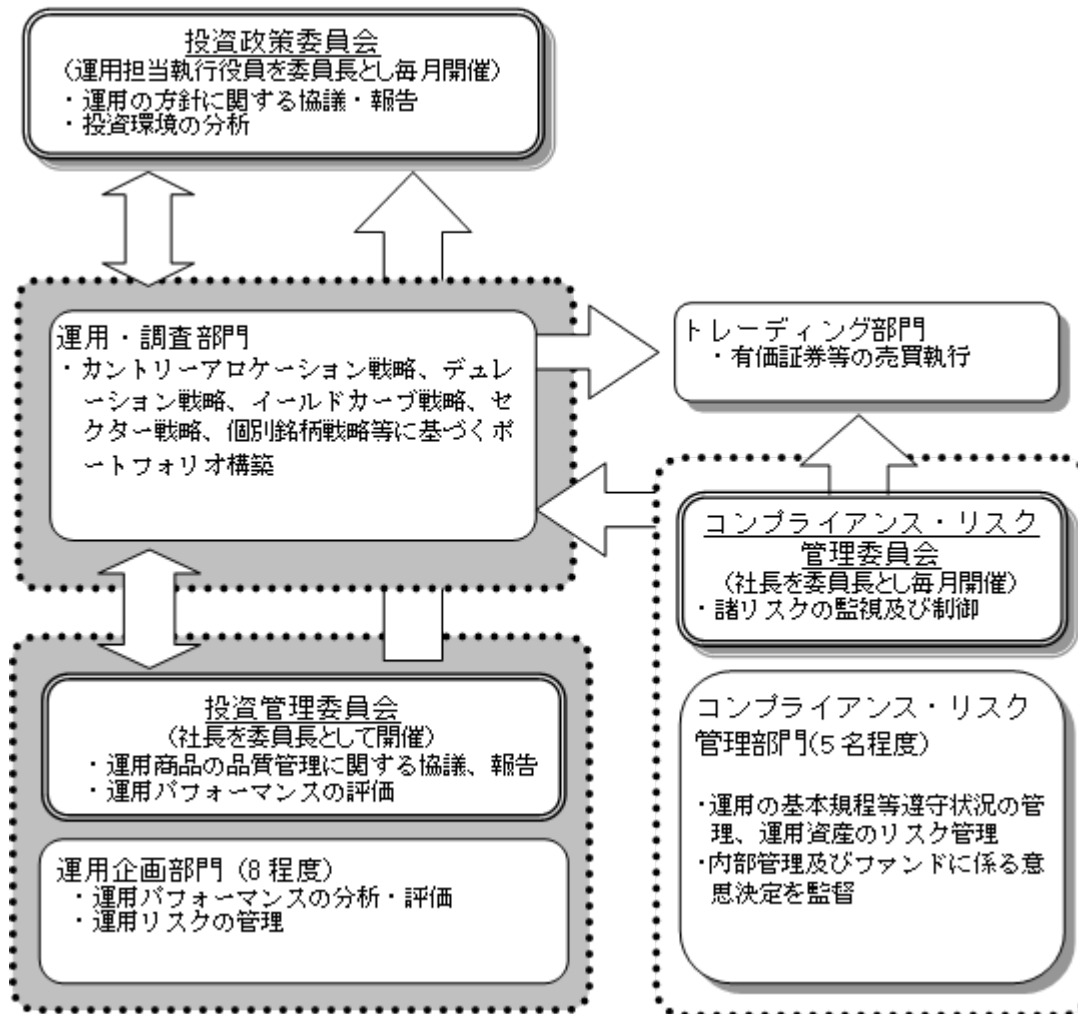 投資政策委員会
(運用担当執行役員を委員長とし毎月開催)
・運用の方針に関する協議・報告
・投資環境の分析
運用・調査部門
・カントリーアロケーション戦略、デュレ
ーション戦略、イールドカーブ戦略、セ
クター戦略、個別銘柄戦略等に基づくポ
ートフォリオ構築
トレーディング部門
・有価証券等の売買執行
コンプライアンス・リスク
管理委員会
(社長を委員長とし毎月開催)
・諸リスクの監視及び制御
投資管理委員会
(社長を委員長として開催)
・運用商品の品質管理に関する協議、報告
・運用パフォーマンスの評価
運用企画部門 (8 程度)
・運用パフォーマンスの分析・評価
・運用リスクの管理
コンプライアンス・リスク
管理部門(5 名程度)
・運用の基本規程等遵守状況の管
理、運用資産のリスク管理
・内部管理及びファンドに係る意
思決定を監督